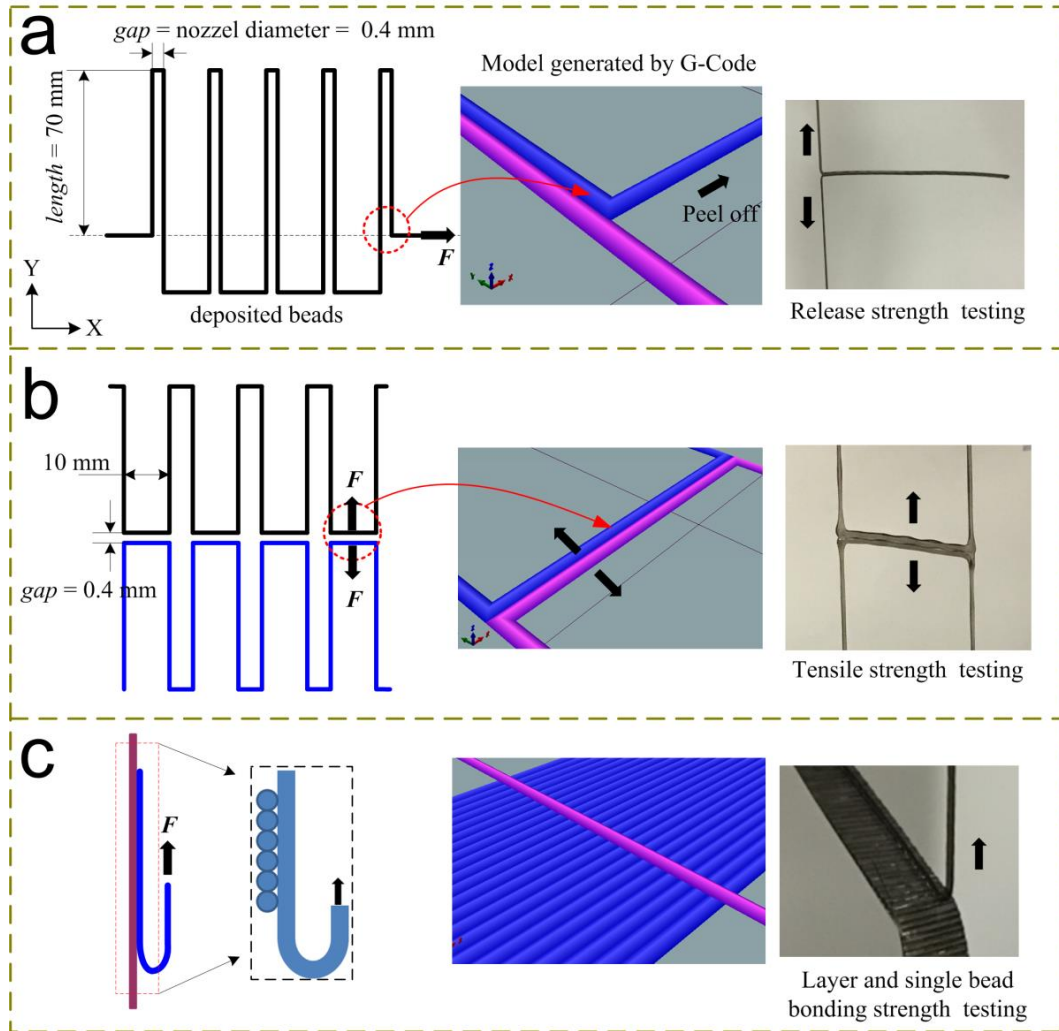 a
gap = nozzel diameter = 0.4 mm
length = 70 mm
F
Y
X
deposited beads
Model generated by G-Code
Peel off
Release strength testing
b
10 mm
F
F
gap = 0.4 mm
Tensile strength testing
c
F
F
Layer and single bead
bonding strength testing